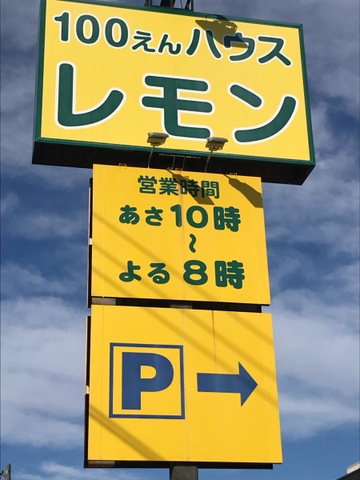 100えんハウス
レモン
営業時間
あさ10時
～
よる8時
P→